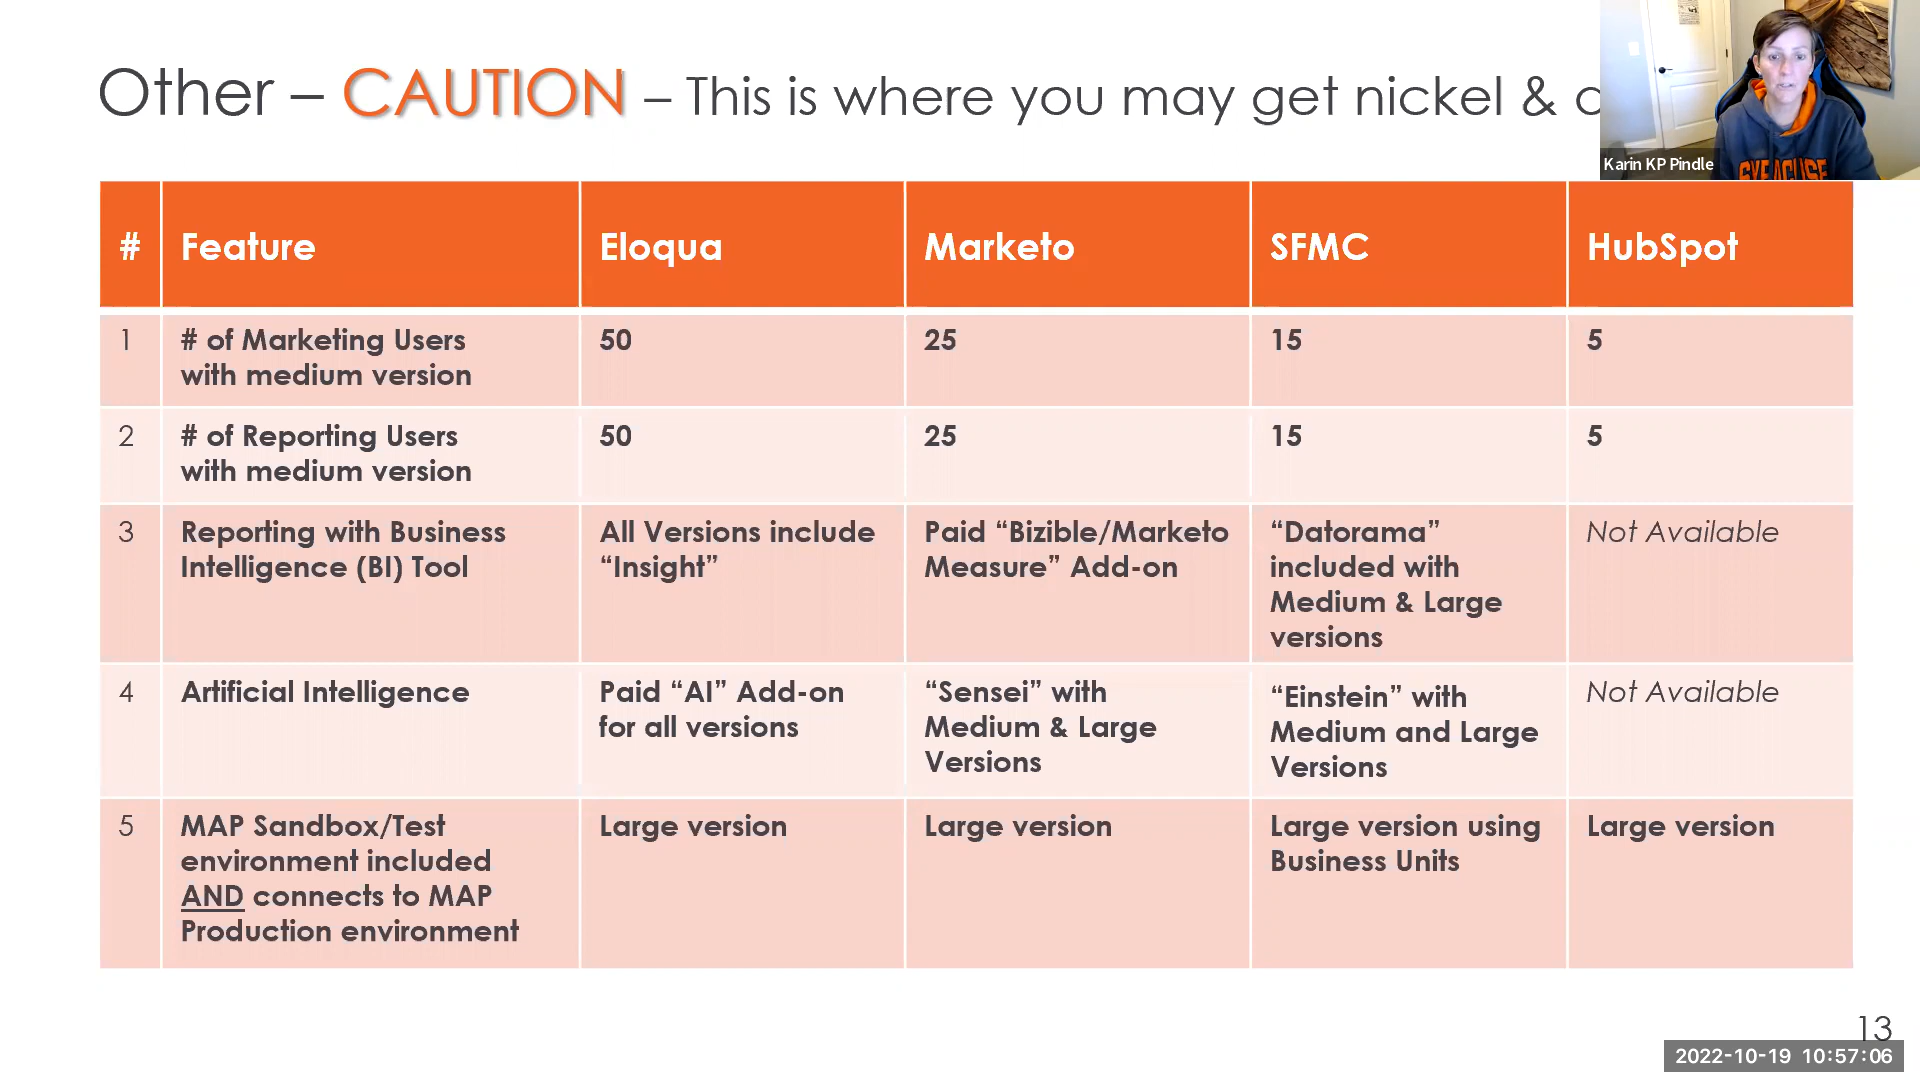 Other – CAUTION – This is where you may get nickel &
Karin KP Pindle
SYRACUSE
# Feature Eloqua Marketo SFMC HubSpot
1 # of Marketing Users 50 25 15 5
with medium version
2 # of Reporting Users 50 25 15 5
with medium version
3 Reporting with Business All Versions include Paid “Bizible/Marketo “Datorama” Not Available
Intelligence (BI) Tool “Insight” Measure” Add-on included with
Medium & Large
versions
4 Artificial Intelligence Paid “AI” Add-on “Sensei” with “Einstein” with Not Available
for all versions Medium & Large Medium and Large
Versions Versions
5 MAP Sandbox/Test Large version Large version Large version using Large version
environment included Business Units
AND connects to MAP
Production environment
13
2022-10-19 10:57:06